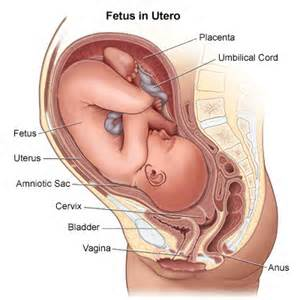 Fetus in Utero
Placenta
Umbilical Cord
Fetus
Uterus
Amniotic Sac
Cervix
Bladder
Vagina
Anus